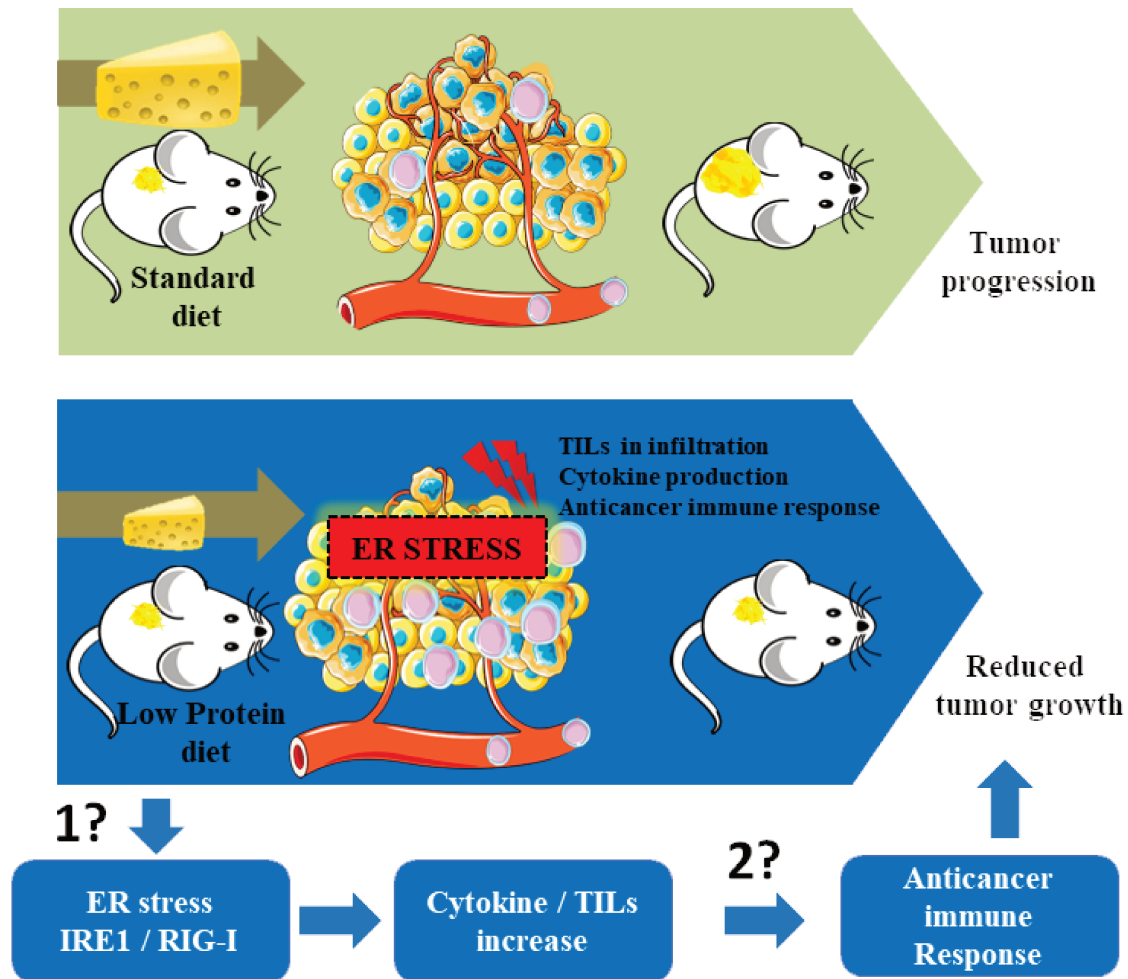 Standard
diet
Tumor
progression
TILs in infiltration
Cytokine production
Anticancer immune response
ER STRESS
Low Protein
diet
Reduced
tumor growth
1?
ER stress
IRE1 / RIG-I
Cytokine / TILs
increase
2?
Anticancer
immune
Response